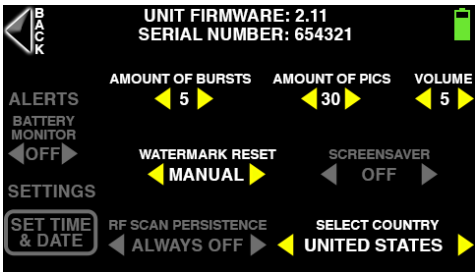 BACK
UNIT FIRMWARE: 2.11
SERIAL NUMBER: 654321
AMOUNT OF BURSTS
5
AMOUNT OF PICS
30
VOLUME
5
ALERTS
BATTERY
MONITOR
OFF
WATERMARK RESET
MANUAL
SCREENSAVER
OFF
SETTINGS
SET TIME
& DATE
RF SCAN PERSISTENCE
ALWAYS OFF
SELECT COUNTRY
UNITED STATES